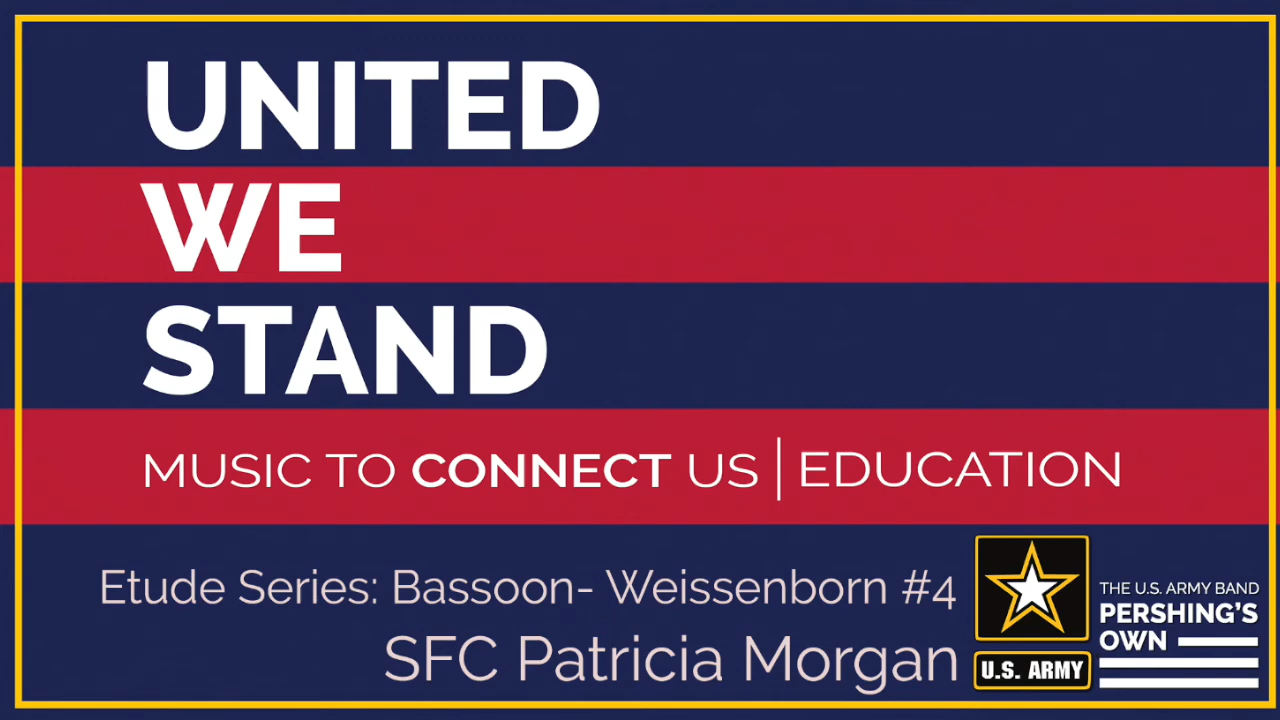 UNITED
WE
STAND
MUSIC TO CONNECT US | EDUCATION
Etude Series: Bassoon- Weissenborn #4
SFC Patricia Morgan
U.S. ARMY
THE U.S. ARMY BAND
PERSHING'S
OWN